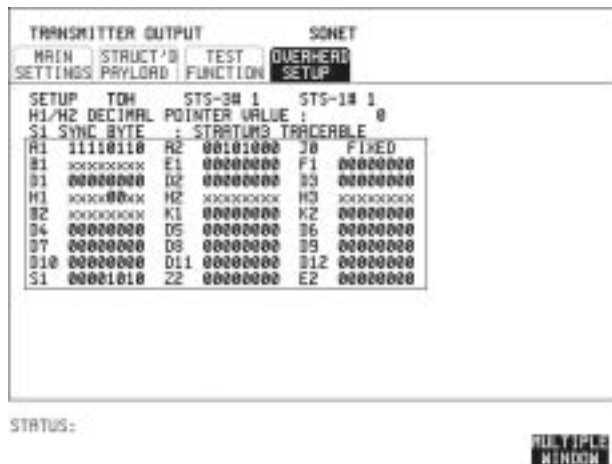 TRANSMITTER OUTPUT SONET
MAIN SETTINGS STRUCT'D PAYLOAD TEST FUNCTION OVERHEAD SETUP
SETUP TOH STS-3# 1 STS-1# 1
H1/H2 DECIMAL POINTER VALUE : 0
S1 SYNC BYTE : STRATUM3 TRACEABLE
A1 11110110 A2 00101000 J0 FIXED
B1 xxxxxxxx E1 00000000 F1 00000000
D1 00000000 D2 00000000 D3 00000000
H1 xxxx00xx H2 xxxxxxxx H3 xxxxxxxx
B2 xxxxxxxx K1 00000000 K2 00000000
D4 00000000 D5 00000000 D6 00000000
D7 00000000 D8 00000000 D9 00000000
D10 00000000 D11 00000000 D12 00000000
S1 00001010 Z2 00000000 E2 00000000
STATUS:
MULTIPLE
WINDOW